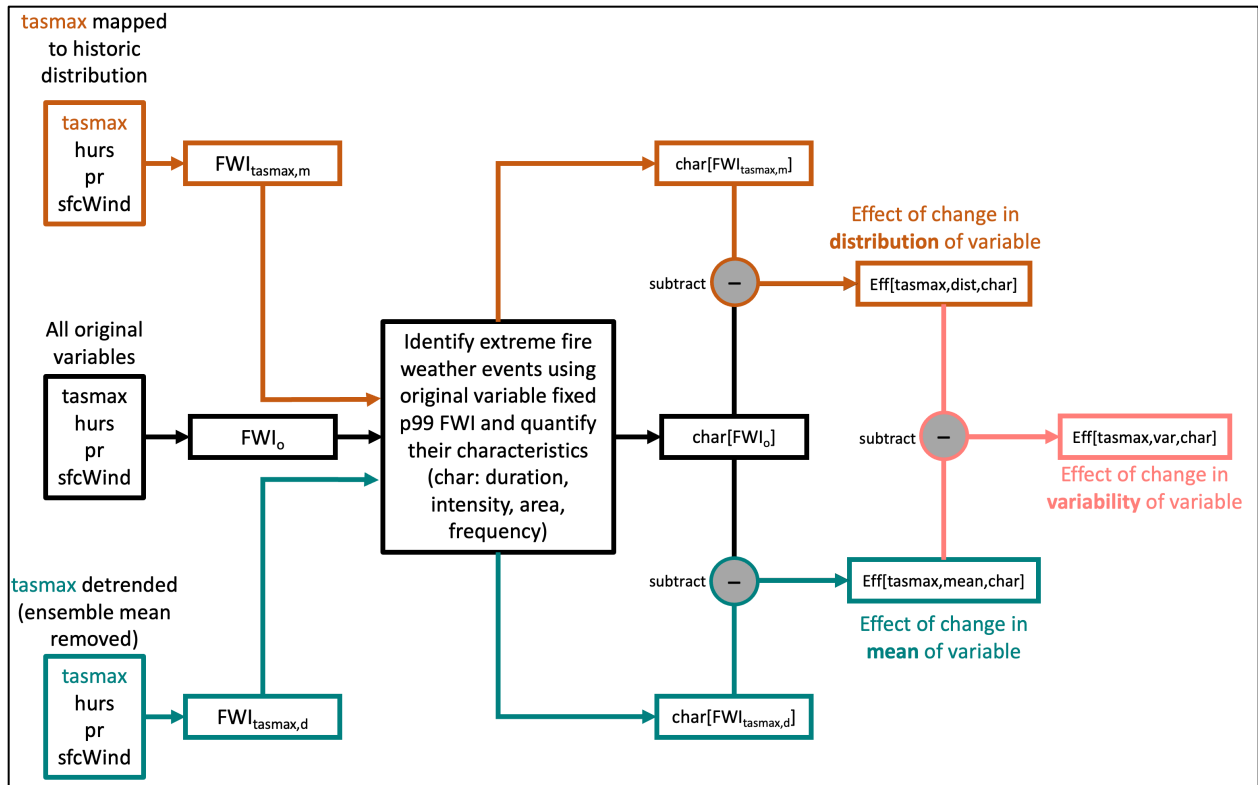 tasmax mapped
to historic
distribution
tasmax
hurs
pr
sfcWind
FWItasmax,m
char[FWItasmax,m]
Effect of change in
distribution of variable
subtract
−
Eff[tasmax,dist,char]
All original
variables
tasmax
hurs
pr
sfcWind
FWIo
Identify extreme fire
weather events using
original variable fixed
p99 FWI and quantify
their characteristics
(char: duration,
intensity, area,
frequency)
char[FWIo]
subtract
−
Eff[tasmax,var,char]
Effect of change in
variability of variable
tasmax detrended
(ensemble mean
removed)
tasmax
hurs
pr
sfcWind
FWItasmax,d
subtract
−
Eff[tasmax,mean,char]
Effect of change in
mean of variable
char[FWItasmax,d]